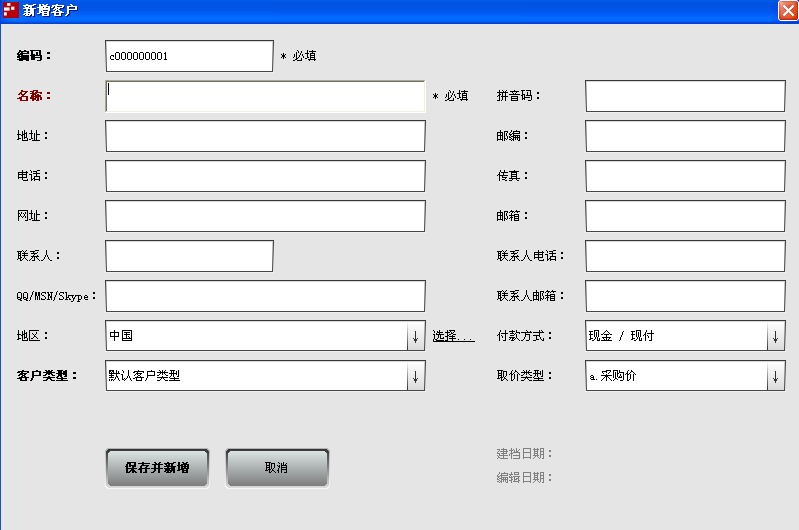 新增客户
编码： c000000001 * 必填
名称： * 必填 拼音码：
地址： 邮编：
电话： 传真：
网址： 邮箱：
联系人： 联系人电话：
QQ/MSN/Skype： 联系人邮箱：
地区： 中国 ↓ 选择... 付款方式： 现金 / 现付 ↓
客户类型： 默认客户类型 ↓ 取价类型： a.采购价 ↓
保存并新增 取消 建档日期：
编辑日期：